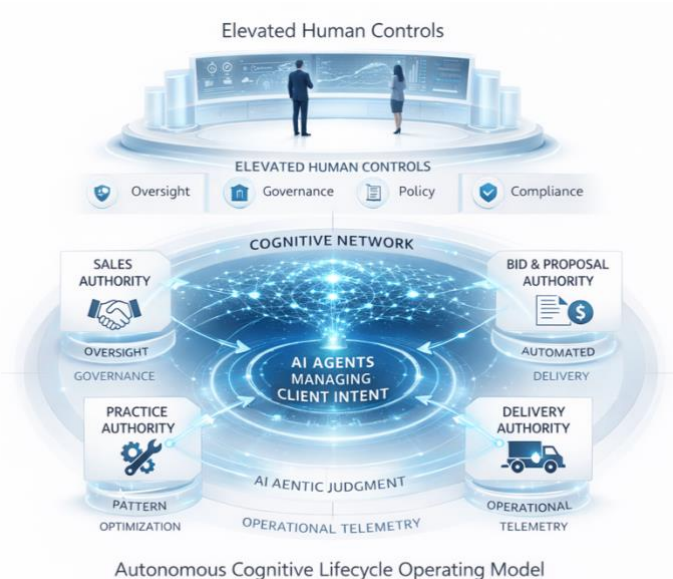 Elevated Human Controls
ELEVATED HUMAN CONTROLS
Oversight
Governance
Policy
Compliance
COGNITIVE NETWORK
SALES
AUTHORITY
OVERSIGHT
GOVERNANCE
BID & PROPOSAL
AUTHORITY
$
AUTOMATED
DELIVERY
AI AGENTS
MANAGING
CLIENT INTENT
PRACTICE
AUTHORITY
PATTERN
OPTIMIZATION
DELIVERY
AUTHORITY
OPERATIONAL
TELEMETRY
AI AENTIC JUDGMENT
OPERATIONAL TELEMETRY
Autonomous Cognitive Lifecycle Operating Model